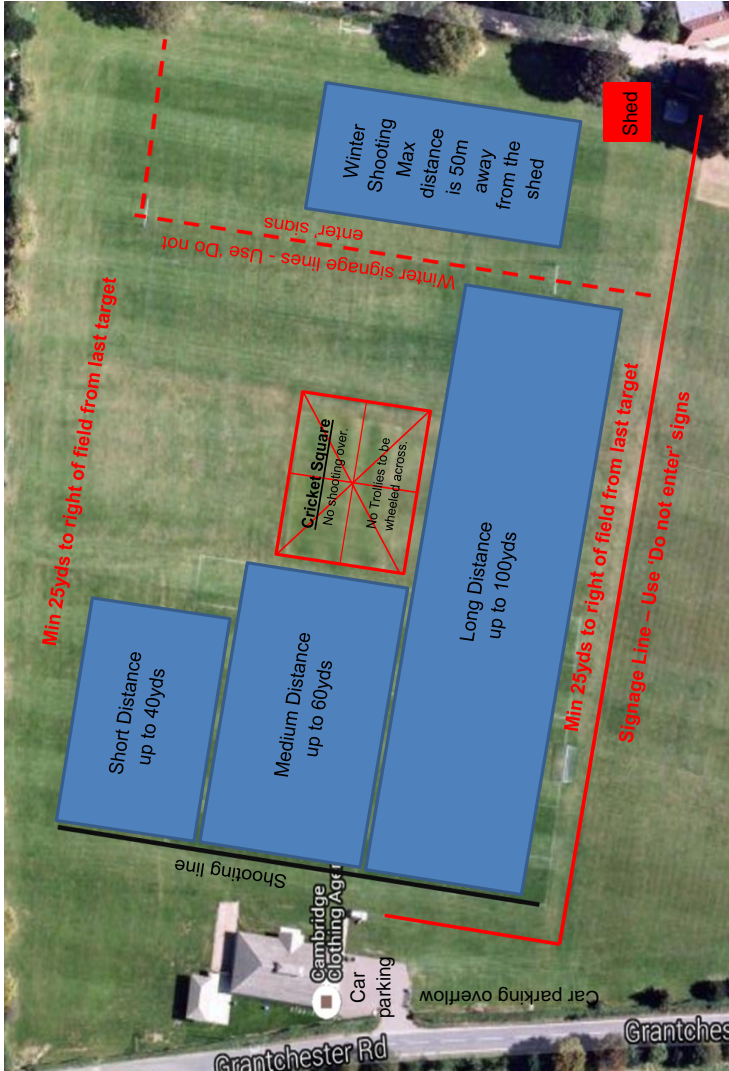 Shed
Winter
Shooting
Max
distance
is 50m
away
from the
shed
Winter signage lines - Use 'Do not
enter' signs
Min 25yds to right of field from last target
Cricket Square
No shooting over.
No Trollies to be
wheeled across.
Short Distance
up to 40yds
Medium Distance
up to 60yds
Long Distance
up to 100yds
Min 25yds to right of field from last target
Signage Line – Use 'Do not enter' signs
Shooting line
Cambridge
Clothing Age
Car
parking
Car parking overflow
Grantchester Rd
Grantches